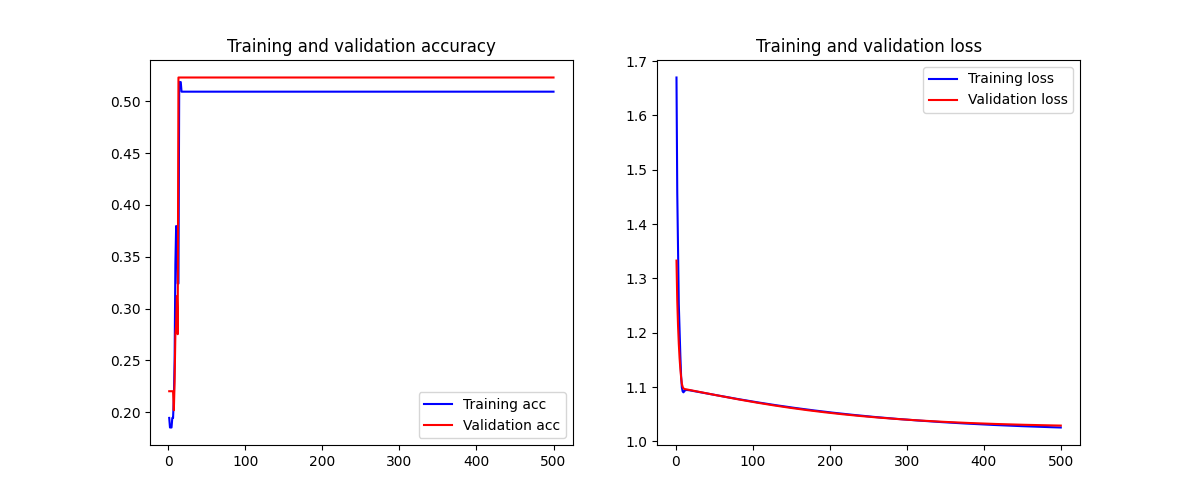 Training and validation accuracy
0.50
0.45
0.40
0.35
0.30
0.25
0.20
0 100 200 300 400 500
Training acc
Validation acc
Training and validation loss
1.7
1.6
1.5
1.4
1.3
1.2
1.1
1.0
0 100 200 300 400 500
Training loss
Validation loss